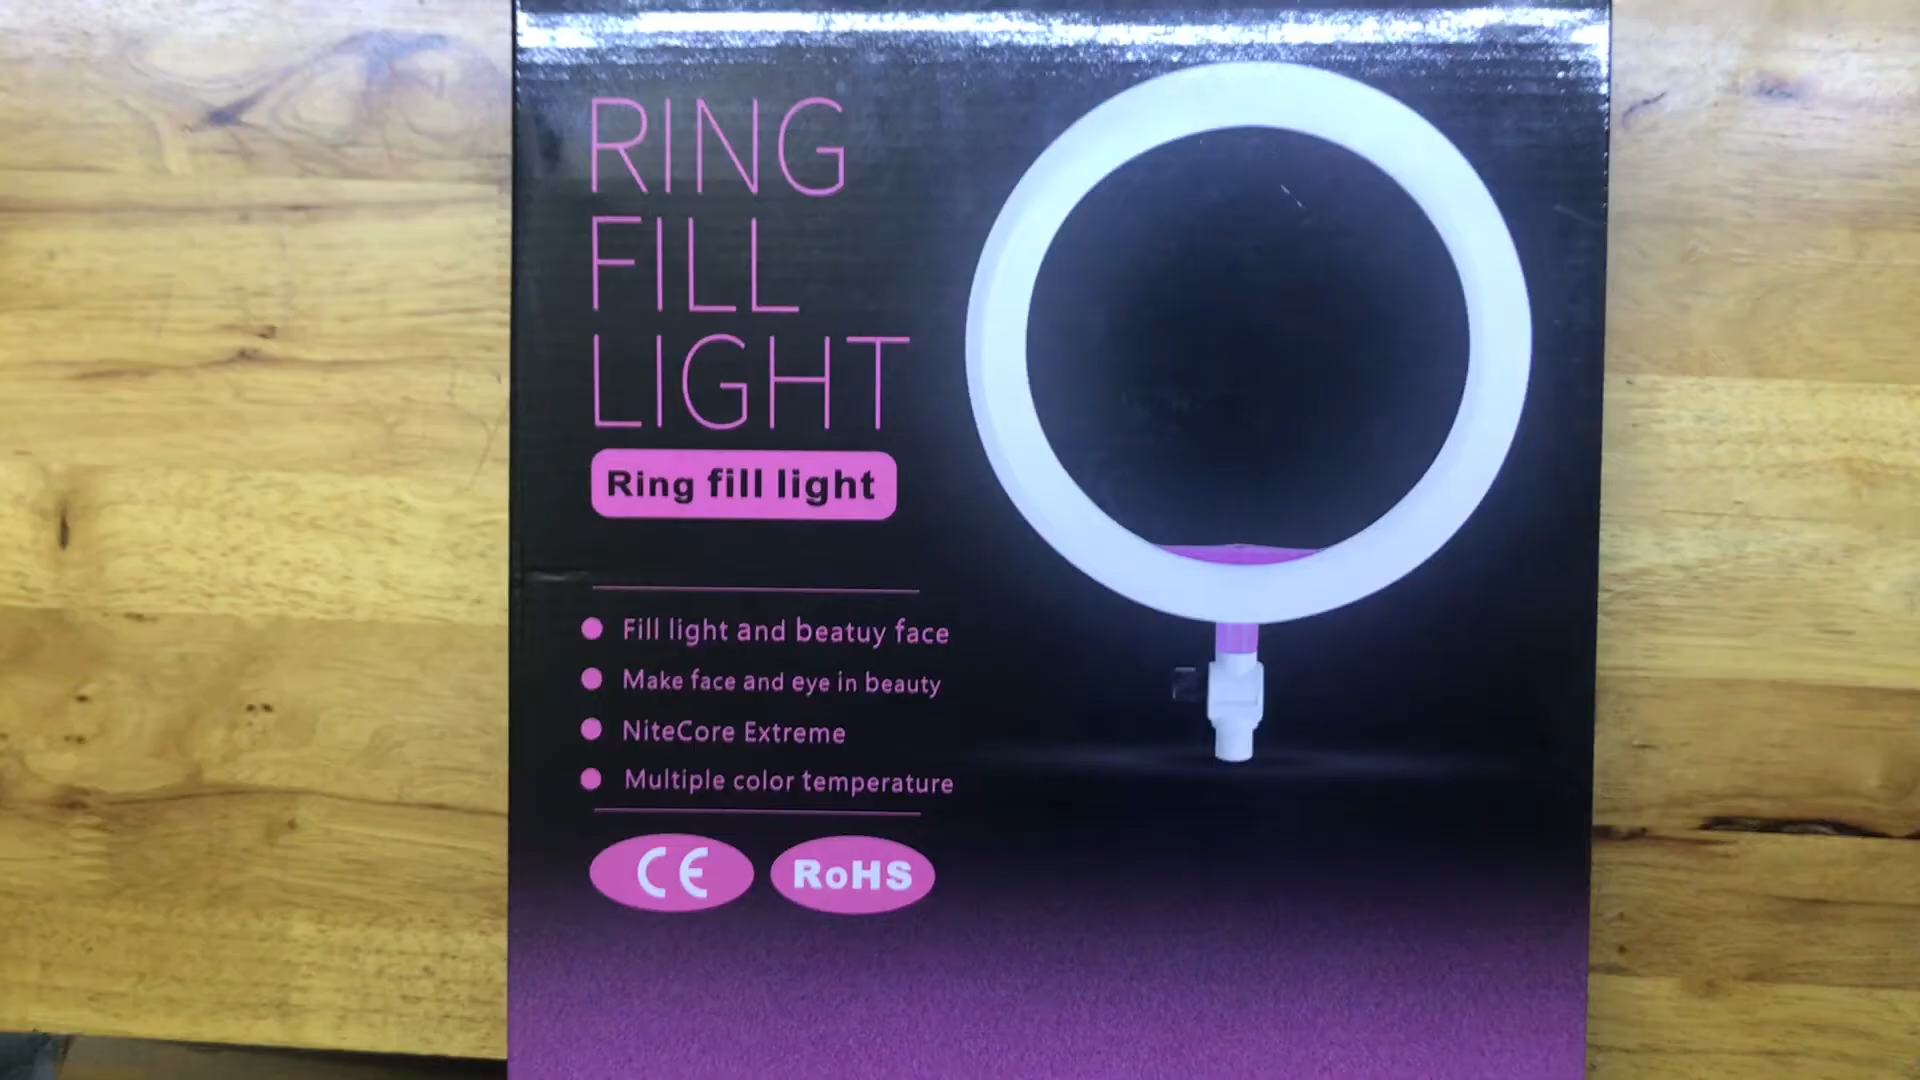 RING
FILL
LIGHT
Ring fill light
Fill light and beatuy face
Make face and eye in beauty
NiteCore Extreme
Multiple color temperature
CE
RoHS